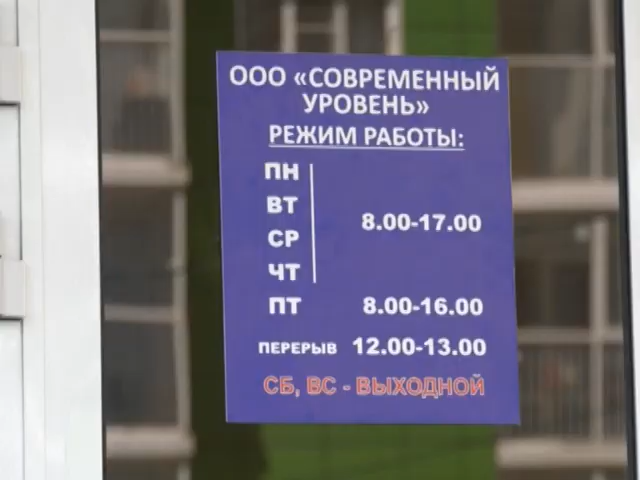 ООО «СОВРЕМЕННЫЙ
УРОВЕНЬ»
РЕЖИМ РАБОТЫ:
ПН
ВТ
8.00-17.00
СР
ЧТ
ПТ 8.00-16.00
ПЕРЕРЫВ 12.00-13.00
СБ, ВС - ВЫХОДНОЙ